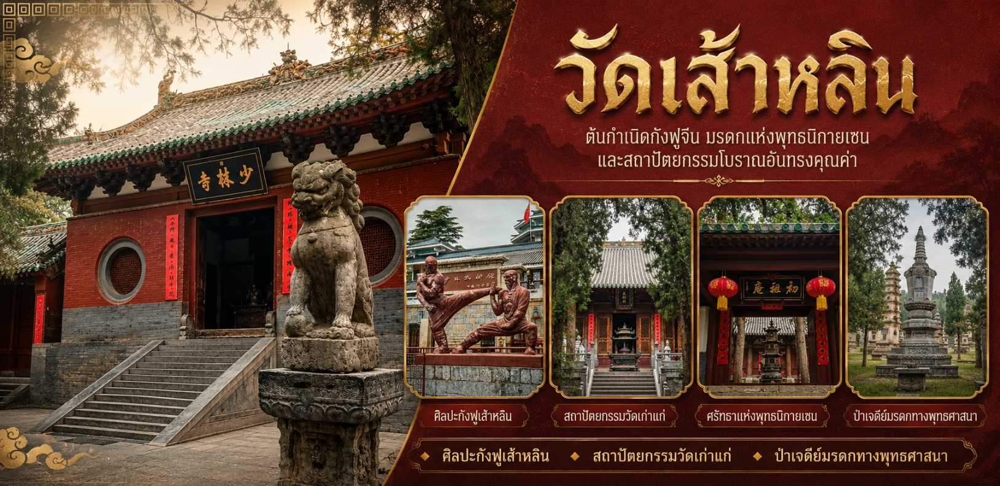 วัดเส้าหลิน
ต้นกำเนิดกังฟูจีน มรดกแห่งพุทธนิกายเซน
และสถาปัตยกรรมโบราณอันทรงคุณค่า
寺林少
初祖庵
ศิลปะกังฟูเส้าหลิน
สถาปัตยกรรมวัดเก่าแก่
ศรัทธาแห่งพุทธนิกายเซน
ป่าเจดีย์มรดกทางพุทธศาสนา
ศิลปะกังฟูเส้าหลิน
สถาปัตยกรรมวัดเก่าแก่
ป่าเจดีย์มรดกทางพุทธศาสนา